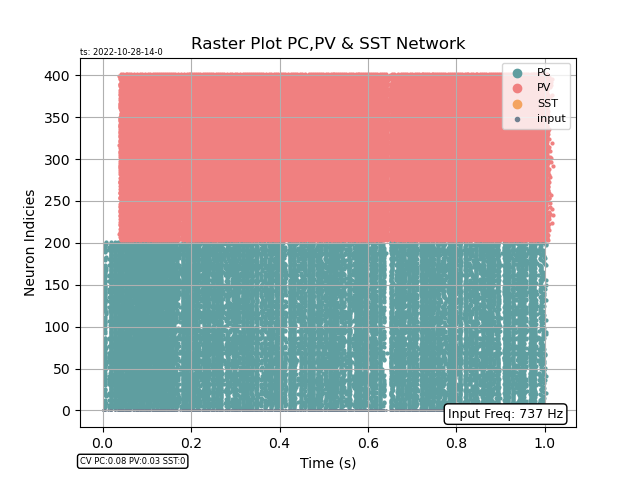 Raster Plot PC,PV & SST Network
ts: 2022-10-28-14-0
PC
PV
SST
input
Neuron Indicies
400
350
300
250
200
150
100
50
0
Input Freq: 737 Hz
0.0 0.2 0.4 0.6 0.8 1.0
Time (s)
CV PC:0.08 PV:0.03 SST:0